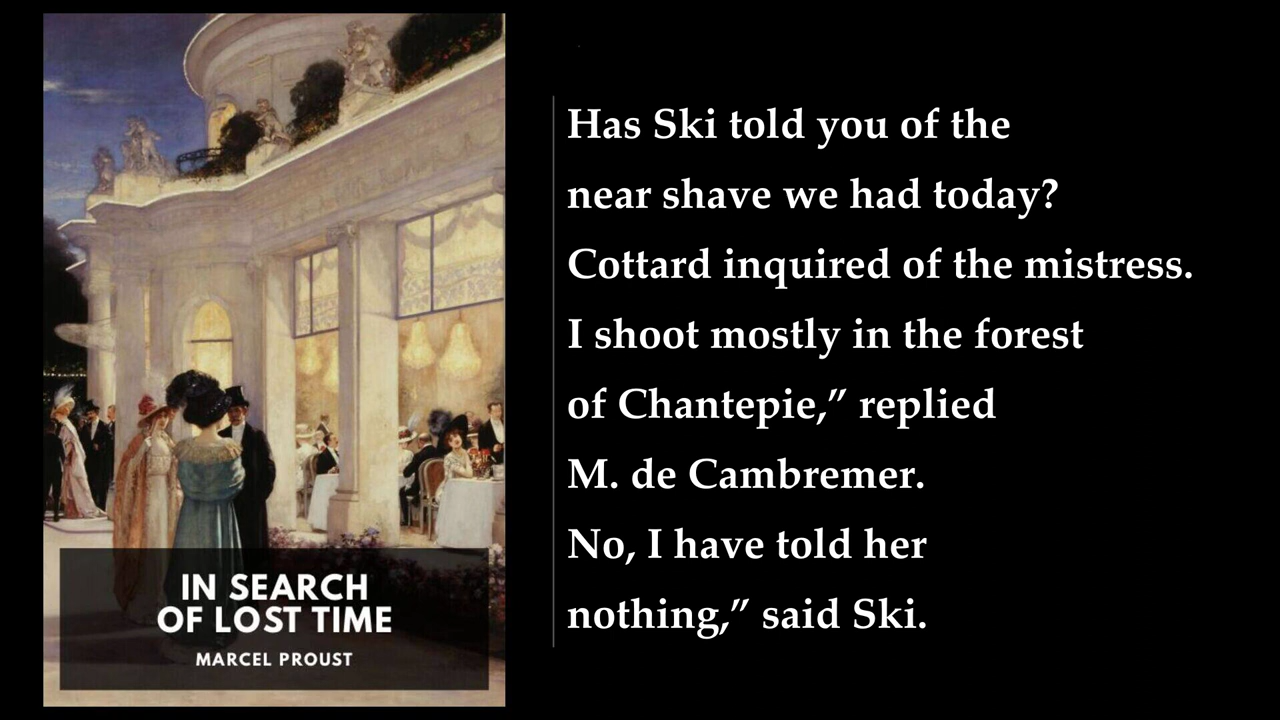 IN SEARCH
OF LOST TIME
MARCEL PROUST
Has Ski told you of the
near shave we had today?
Cottard inquired of the mistress.
I shoot mostly in the forest
of Chantepie,” replied
M. de Cambremer.
No, I have told her
nothing,” said Ski.